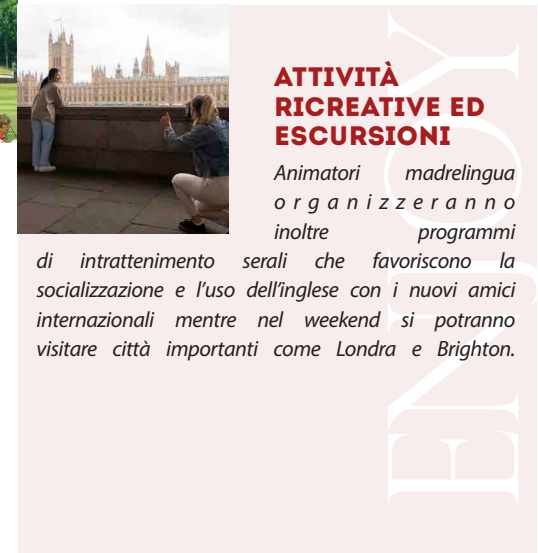 ATTIVITÀ
RICREATIVE ED
ESCURSIONI
Animatori madrelingua
organizzeranno
inoltre programmi
di intrattenimento serali che favoriscono la
socializzazione e l'uso dell'inglese con i nuovi amici
internazionali mentre nel weekend si potranno
visitare città importanti come Londra e Brighton.
ENJOY